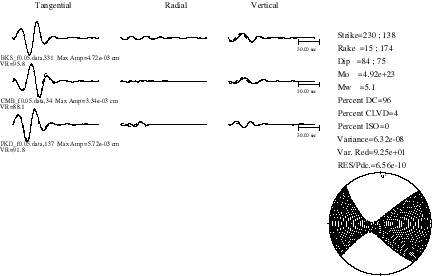 Tangential Radial Vertical
Strike=230 ; 138
Rake =15 ; 174
Dip =84 ; 75
Mo =4.92e+23
Mw =5.1
Percent DC=96
Percent CLVD=4
Percent ISO=0
Variance=6.32e-08
Var. Red=9.25e+01
RES/Pdc.=6.56e-10
30.00 sec
BKS_f0.05.data,331 Max Amp=4.72e-03 cm
VR=95.8
30.00 sec
CMB_f0.05.data,34 Max Amp=3.34e-03 cm
VR=88.1
30.00 sec
PKD_f0.05.data,137 Max Amp=5.72e-03 cm
VR=91.8